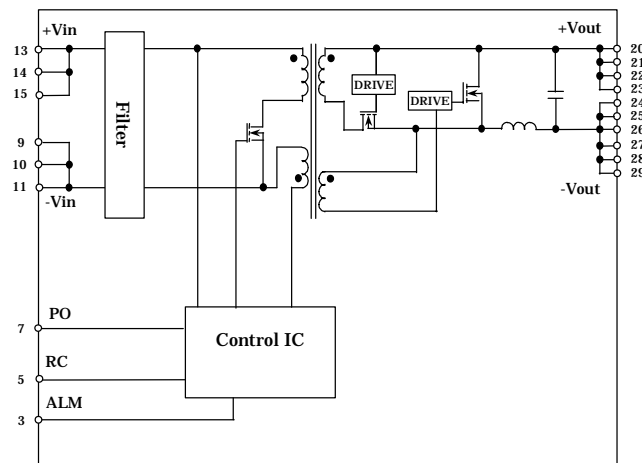 +Vin
+Vout
13
14
15
9
10
11
-Vin
Filter
DRIVE
DRIVE
20
21
22
23
24
25
26
27
28
29
-Vout
PO
7
RC
5
ALM
3
Control IC